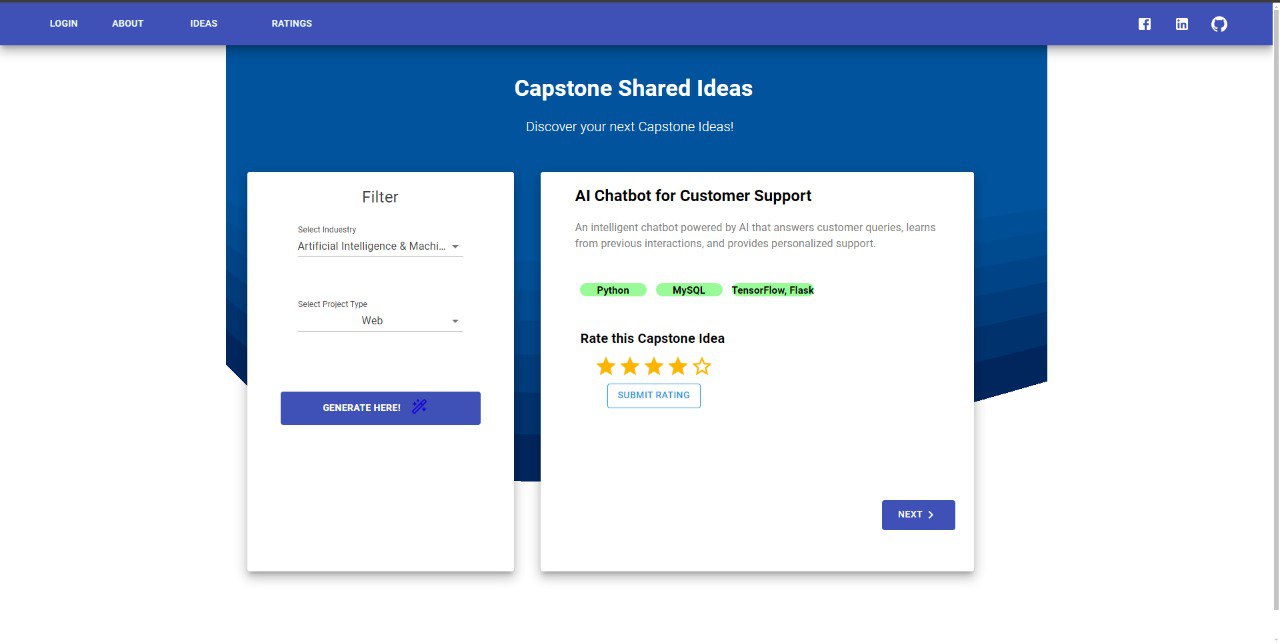 LOGIN ABOUT IDEAS RATINGS
Capstone Shared Ideas
Discover your next Capstone Ideas!
Filter
Select Induestry
Artificial Intelligence & Machi...
Select Project Type
Web
GENERATE HERE!
AI Chatbot for Customer Support
An intelligent chatbot powered by AI that answers customer queries, learns
from previous interactions, and provides personalized support.
Python MySQL TensorFlow, Flask
Rate this Capstone Idea
SUBMIT RATING
NEXT